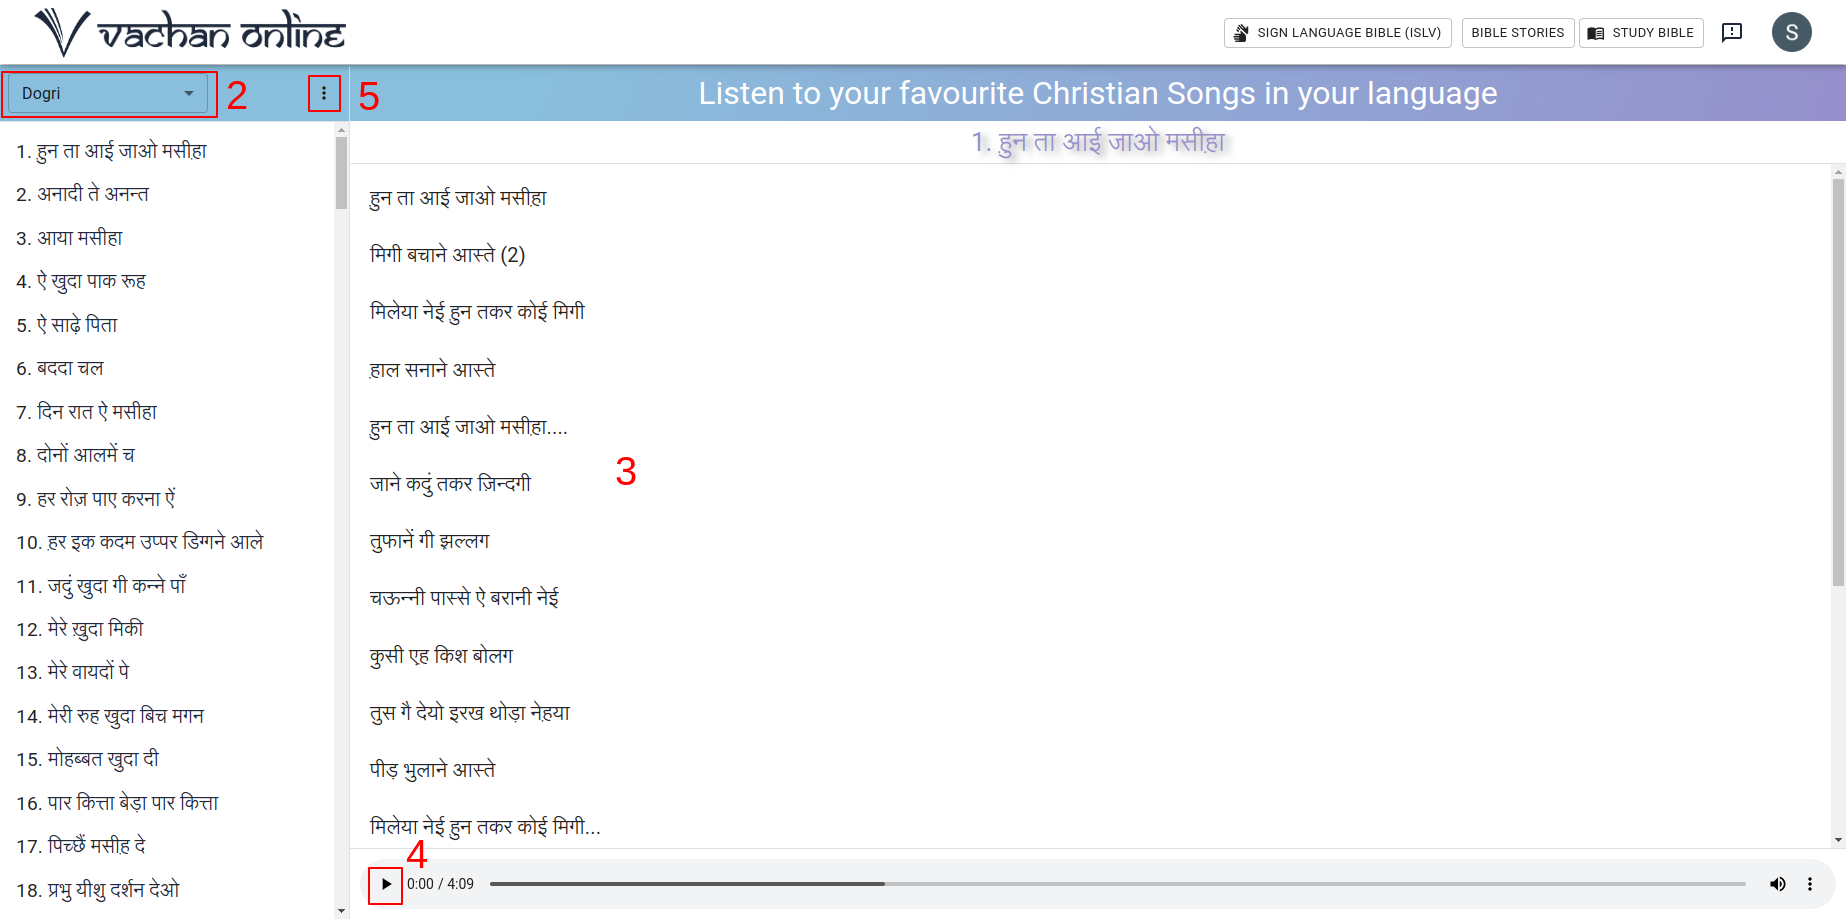 vachan online
SIGN LANGUAGE BIBLE (ISLV)
BIBLE STORIES
STUDY BIBLE
S
Dogri
2
5
Listen to your favourite Christian Songs in your language
1. हुन ता आई जाओ मसीह़ा
2. अनादी ते अनन्त
3. आया मसीहा
4. ऐ खुदा पाक रूह
5. ऐ साढ़े पिता
6. बददा चल
7. दिन रात ऐ मसीहा
8. दोनों आलमें च
9. हर रोज़ पाए करना ऐं
10. ह़र इक कदम उप्पर डिग्गने आले
11. जदुं खुदा गी कन्ने पाँ
12. मेरे ख़ुदा मिकी
13. मेरे वायदों पे
14. मेरी रुह खुदा बिच मगन
15. मोहब्बत खुदा दी
16. पार कित्ता बेड़ा पार कित्ता
17. पिच्छैं मसीह़ दे
18. प्रभु यीशु दर्शन देओ
1. हुन ता आई जाओ मसीह़ा
हुन ता आई जाओ मसीह़ा
मिगी बचाने आस्ते (2)
मिलेया नेई हुन तकर कोई मिगी
ह़ाल सनाने आस्ते
हुन ता आई जाओ मसीह़ा....
जाने कदुं तकर ज़िन्दगी
3
तुफानें गी झ़ल्लग
चऊन्नी पास्से ऐ बरानी नेई
कुसी एह़ किश बोलग
तुस गै देयो इरख थोड़ा नेह़या
पीड़ भुलाने आस्ते
मिलेया नेई हुन तकर कोई मिगी...
4
0:00 / 4:09